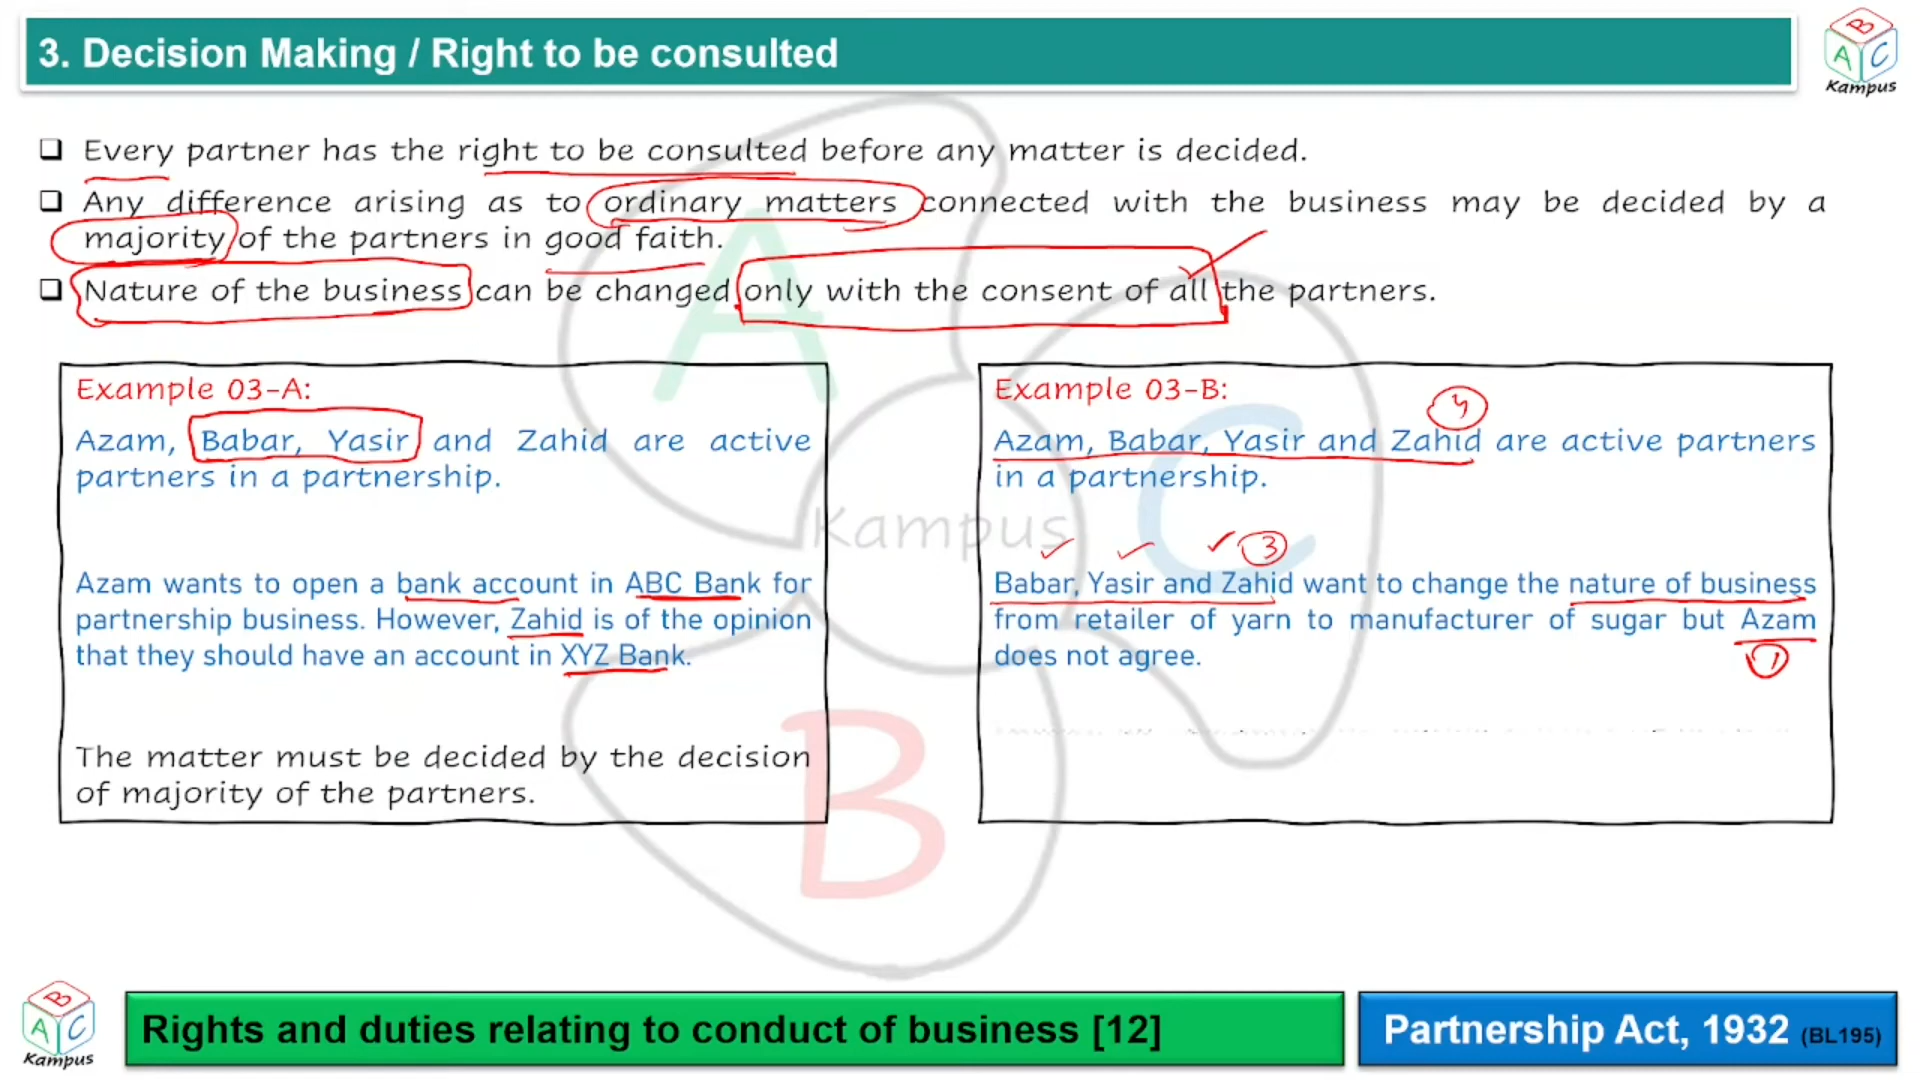 3. Decision Making / Right to be consulted
B
A C
Kampus
❑ Every partner has the right to be consulted before any matter is decided.
❑ Any difference arising as to ordinary matters connected with the business may be decided by a
majority of the partners in good faith.
❑ Nature of the business can be changed only with the consent of all the partners.
Example 03-A:
Azam, Babar, Yasir and Zahid are active
partners in a partnership.
Azam wants to open a bank account in ABC Bank for
partnership business. However, Zahid is of the opinion
that they should have an account in XYZ Bank.
The matter must be decided by the decision
of majority of the partners.
Example 03-B:
4
Azam, Babar, Yasir and Zahid are active partners
in a partnership.
3
Babar, Yasir and Zahid want to change the nature of business
from retailer of yarn to manufacturer of sugar but Azam
does not agree.
1
A
Kampus
C
B
B
A C
Kampus
Rights and duties relating to conduct of business [12]
Partnership Act, 1932 (BL195)